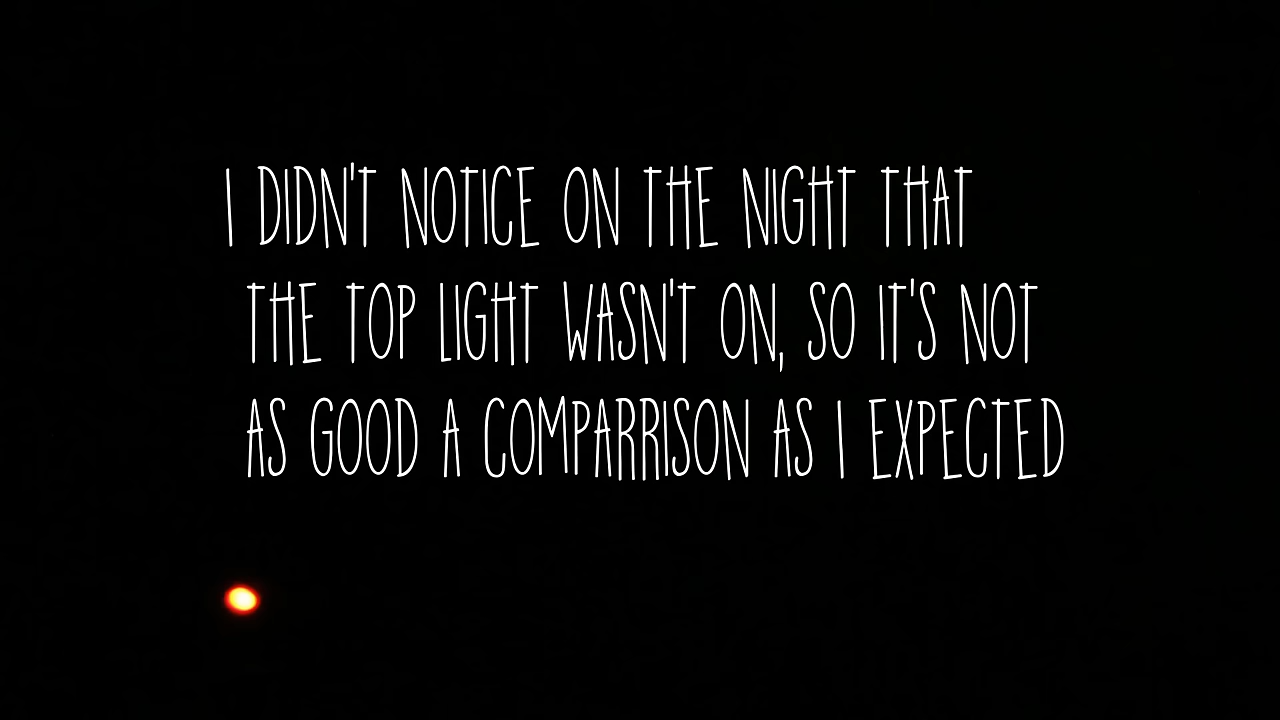 I DIDN'T NOTICE ON THE NIGHT THAT
THE TOP LIGHT WASN'T ON, SO IT'S NOT
AS GOOD A COMPARRISON AS I EXPECTED